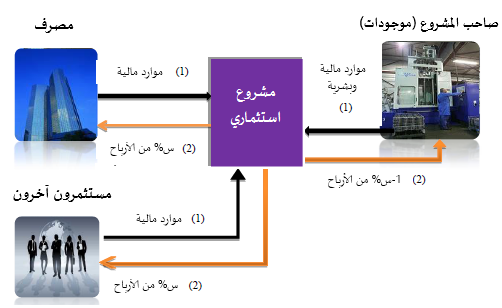 صاحب المشروع (موجودات)
مصرف
(1) موارد مالية
موارد مالية
وبشرية
(1)
مشروع
استثماري
(2) س% من الأرباح
(2) 1-س% من الأرباح
مستثمرون آخرون
(1) موارد مالية
(2) س% من الأرباح